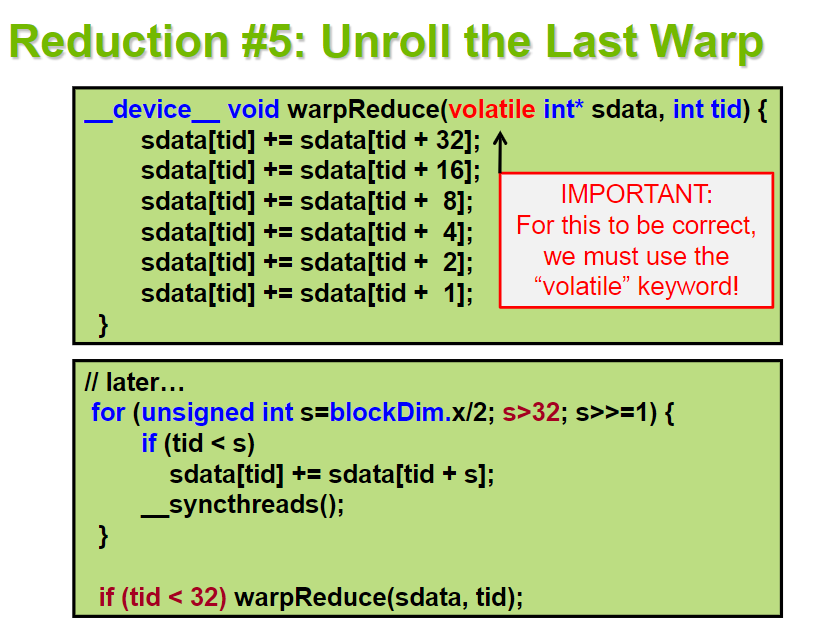 Reduction #5: Unroll the Last Warp
__device__ void warpReduce(volatile int* sdata, int tid) {
sdata[tid] += sdata[tid + 32];
sdata[tid] += sdata[tid + 16];
sdata[tid] += sdata[tid +  8];
sdata[tid] += sdata[tid +  4];
sdata[tid] += sdata[tid +  2];
sdata[tid] += sdata[tid +  1];
}
IMPORTANT:
For this to be correct,
we must use the
“volatile” keyword!
// later…
for (unsigned int s=blockDim.x/2; s>32; s>>=1) {
if (tid < s)
sdata[tid] += sdata[tid + s];
__syncthreads();
}
if (tid < 32) warpReduce(sdata, tid);